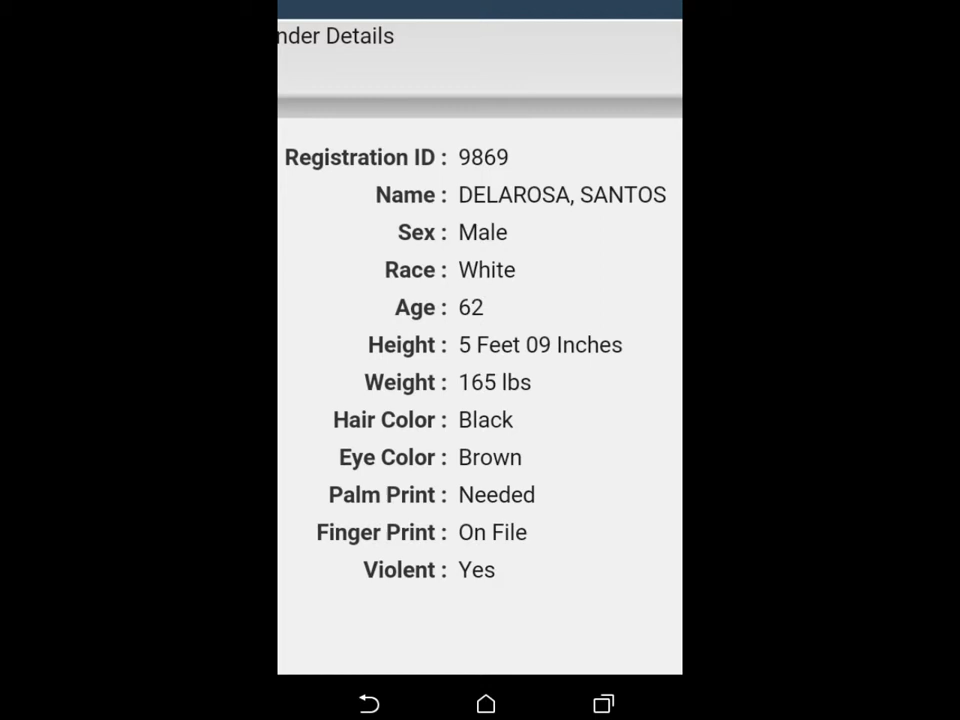 nder Details
Registration ID : 9869
Name : DELAROSA, SANTOS
Sex : Male
Race : White
Age : 62
Height : 5 Feet 09 Inches
Weight : 165 lbs
Hair Color : Black
Eye Color : Brown
Palm Print : Needed
Finger Print : On File
Violent : Yes